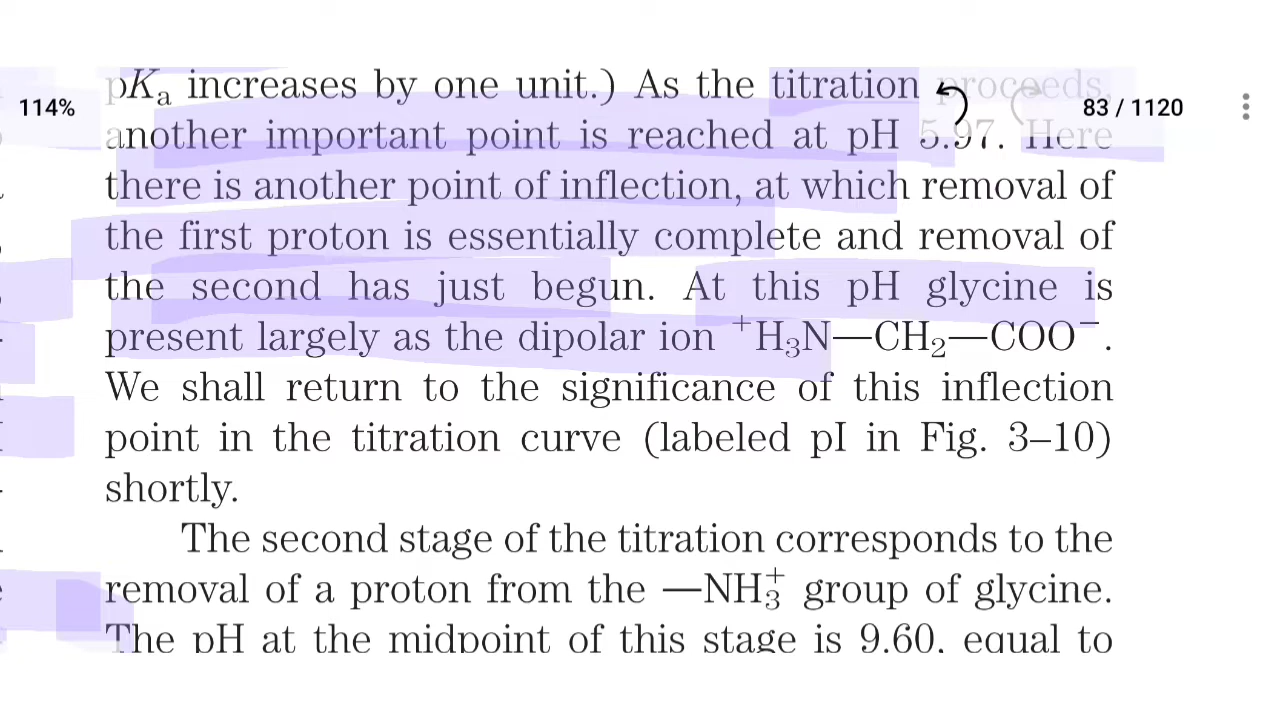 pKₐ increases by one unit.) As the titration proceeds,
114%
83 / 1120
another important point is reached at pH 5.97. Here
there is another point of inflection, at which removal of
the first proton is essentially complete and removal of
the second has just begun. At this pH glycine is
present largely as the dipolar ion ⁺H₃N—CH₂—COO⁻.
We shall return to the significance of this inflection
point in the titration curve (labeled pI in Fig. 3–10)
shortly.
The second stage of the titration corresponds to the
removal of a proton from the —NH₃⁺ group of glycine.
The pH at the midpoint of this stage is 9.60, equal to